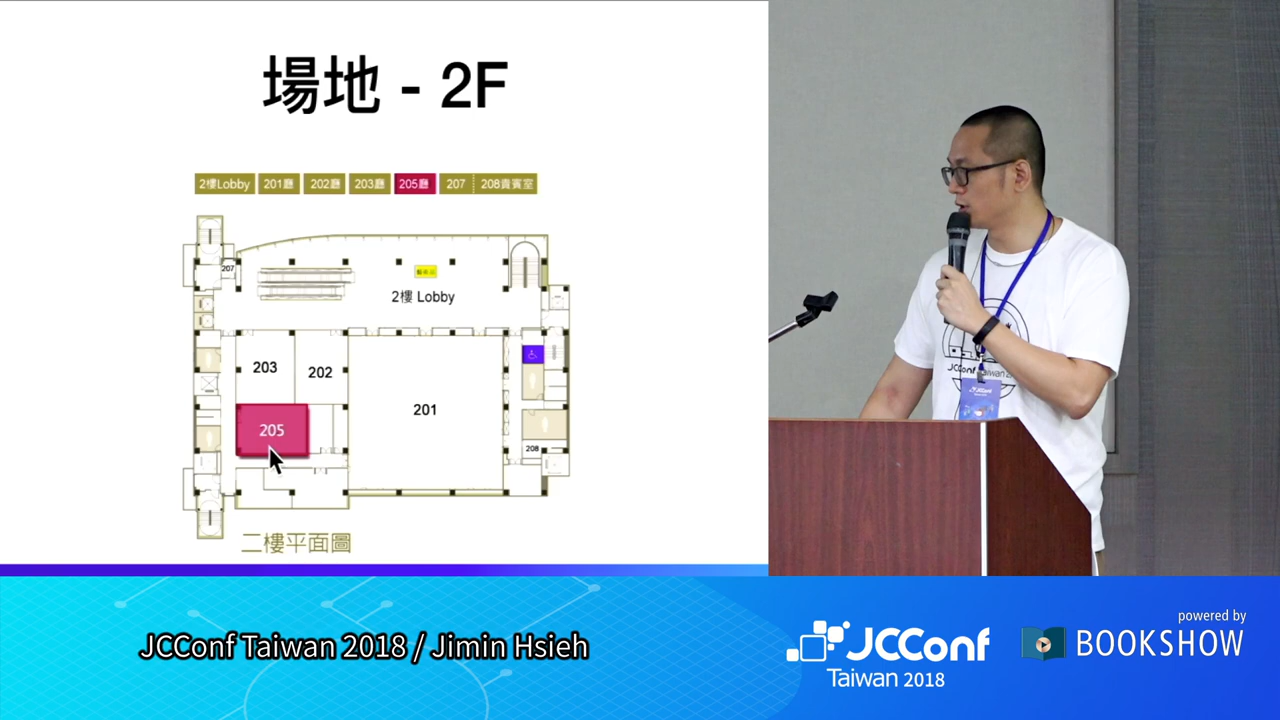 場地 - 2F
2樓Lobby 201廳 202廳 203廳 205廳 207 208貴賓室
207
2樓 Lobby
203
202
201
205
208
二樓平面圖
JCConf
JCConf Taiwan 2018 / Jimin Hsieh
JCConf
Taiwan 2018
powered by
BOOKSHOW